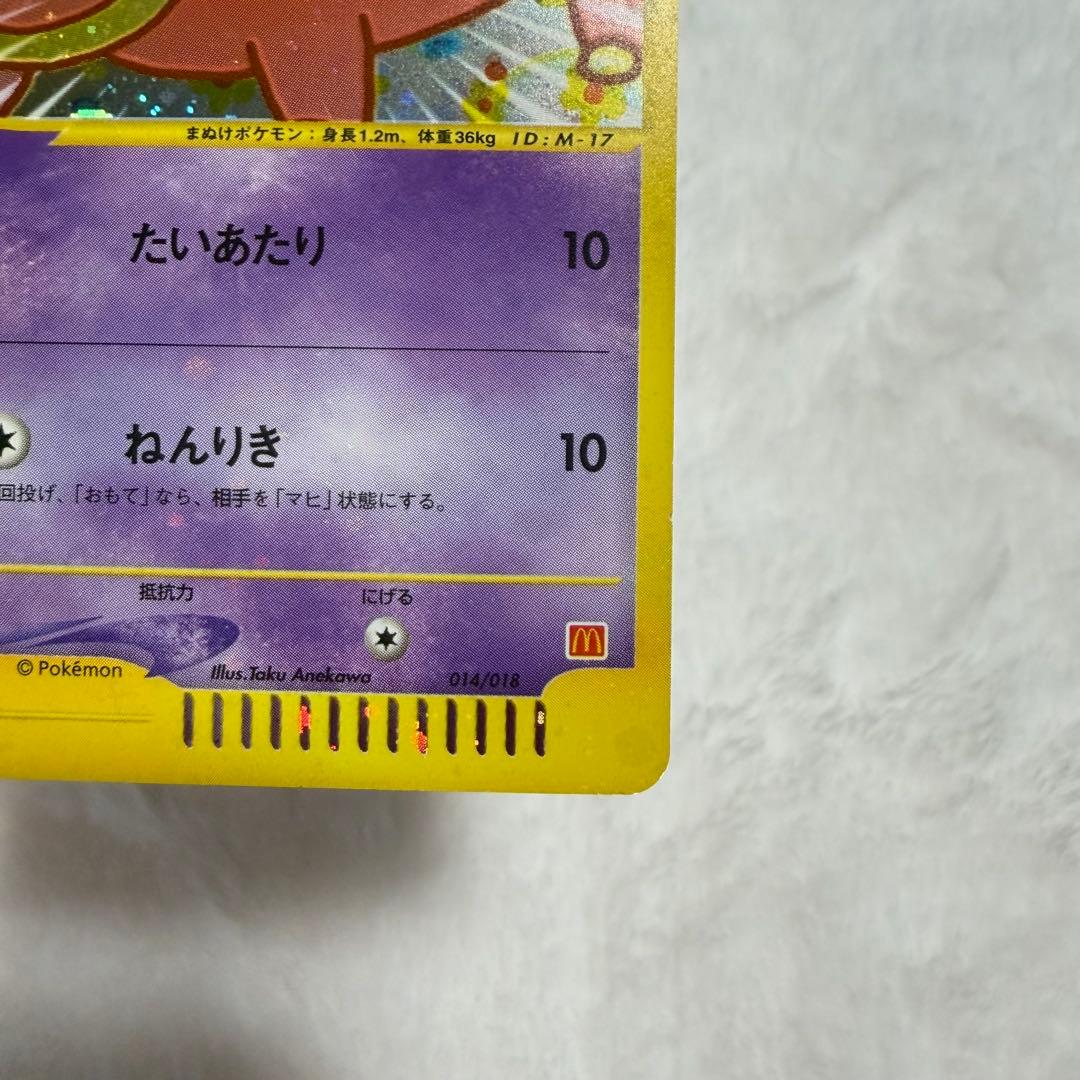 まぬけポケモン：身長1.2m、体重36kg ID:M-17
たいあたり 10
ねんりき 10
回投げ、「おもて」なら、相手を「マヒ」状態にする。
抵抗力 にげる
© Pokémon Illus.Taku Anekawa 014/018